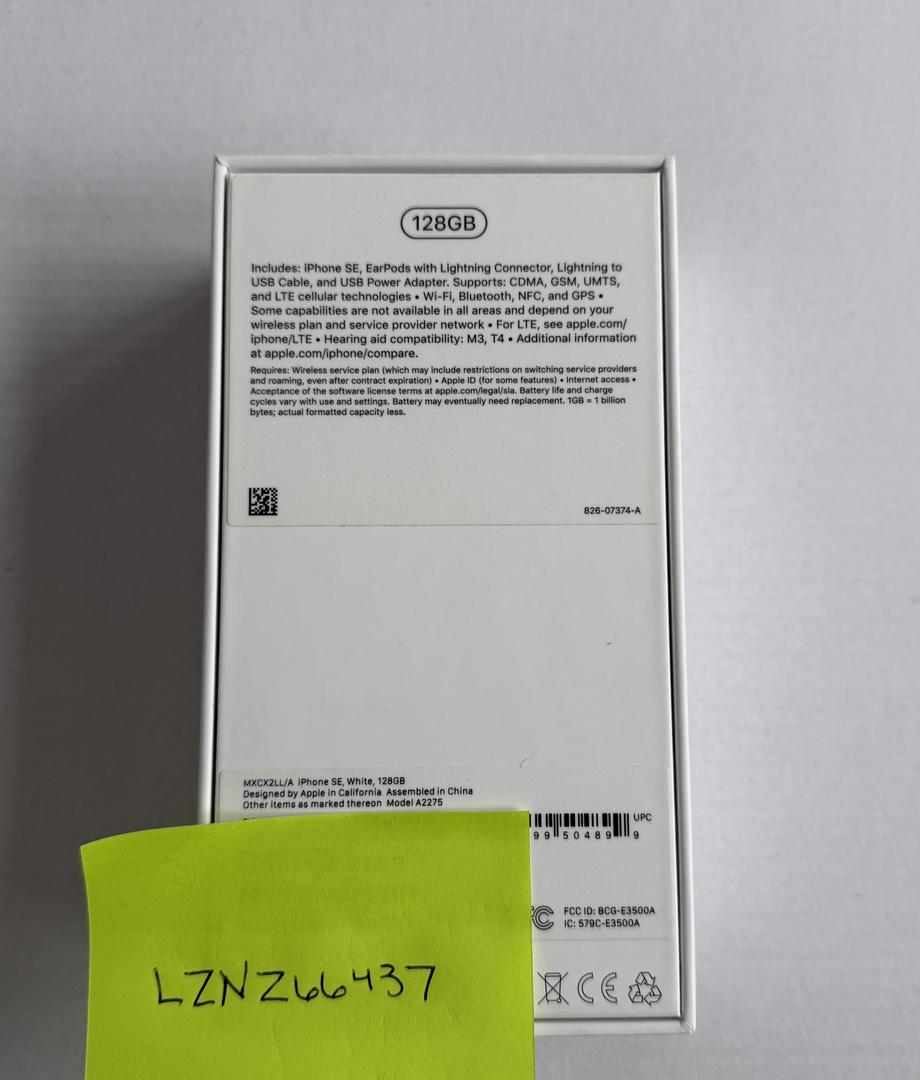 128GB
Includes: iPhone SE, EarPods with Lightning Connector, Lightning to
USB Cable, and USB Power Adapter. Supports: CDMA, GSM, UMTS,
and LTE cellular technologies • Wi-Fi, Bluetooth, NFC, and GPS •
Some capabilities are not available in all areas and depend on your
wireless plan and service provider network • For LTE, see apple.com/
iphone/LTE • Hearing aid compatibility: M3, T4 • Additional information
at apple.com/iphone/compare.
Requires: Wireless service plan (which may include restrictions on switching service providers
and roaming, even after contract expiration) • Apple ID (for some features) • Internet access •
Acceptance of the software license terms at apple.com/legal/sla. Battery life and charge
cycles vary with use and settings. Battery may eventually need replacement. 1GB = 1 billion
bytes; actual formatted capacity less.
826-07374-A
MXCX2LL/A iPhone SE, White, 128GB
Designed by Apple in California Assembled in China
Other items as marked thereon Model A2275
UPC
99 50489 9
FCC ID: BCG-E3500A
IC: 579C-E3500A
CE
LZNZ66437